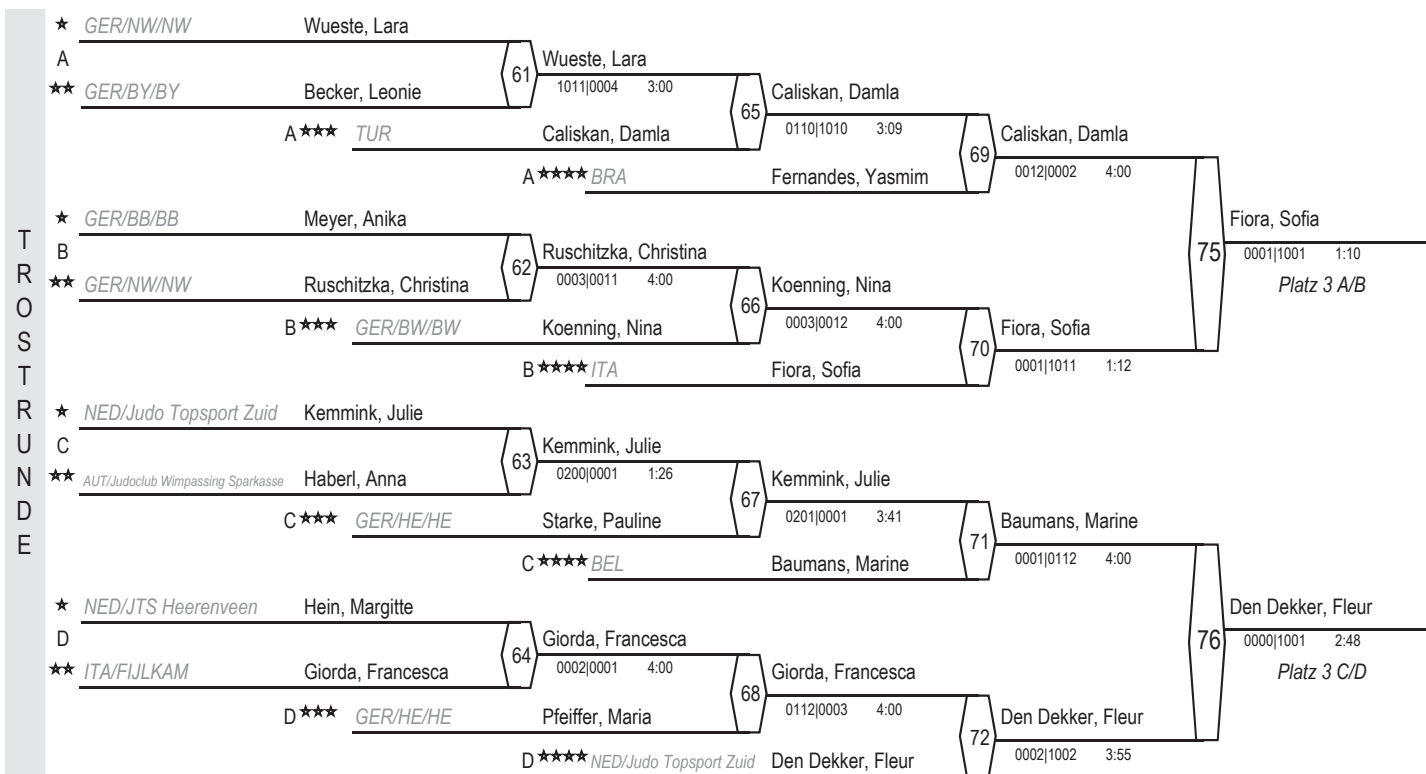 TROSTRUNDE
★ GER/NW/NW Wueste, Lara
A
★★ GER/BY/BY Becker, Leonie
61
Wueste, Lara
1011|0004 3:00
A★★★ TUR Caliskan, Damla
65
Caliskan, Damla
0110|1010 3:09
A★★★★ BRA Fernandes, Yasmim
69
Caliskan, Damla
0012|0002 4:00
★ GER/BB/BB Meyer, Anika
B
★★ GER/NW/NW Ruschitzka, Christina
62
Ruschitzka, Christina
0003|0011 4:00
B★★★ GER/BW/BW Koenning, Nina
66
Koenning, Nina
0003|0012 4:00
B★★★★ ITA Fiora, Sofia
70
Fiora, Sofia
0001|1011 1:12
75
Fiora, Sofia
0001|1001 1:10
Platz 3 A/B
★ NED/Judo Topsport Zuid Kemmink, Julie
C
★★ AUT/Judoclub Wimpassing Sparkasse Haberl, Anna
63
Kemmink, Julie
0200|0001 1:26
C★★★ GER/HE/HE Starke, Pauline
67
Kemmink, Julie
0201|0001 3:41
C★★★★ BEL Baumans, Marine
71
Baumans, Marine
0001|0112 4:00
★ NED/JTS Heerenveen Hein, Margitte
D
★★ ITA/FIJLKAM Giorda, Francesca
64
Giorda, Francesca
0002|0001 4:00
D★★★ GER/HE/HE Pfeiffer, Maria
68
Giorda, Francesca
0112|0003 4:00
D★★★★ NED/Judo Topsport Zuid Den Dekker, Fleur
72
Den Dekker, Fleur
0002|1002 3:55
76
Den Dekker, Fleur
0000|1001 2:48
Platz 3 C/D